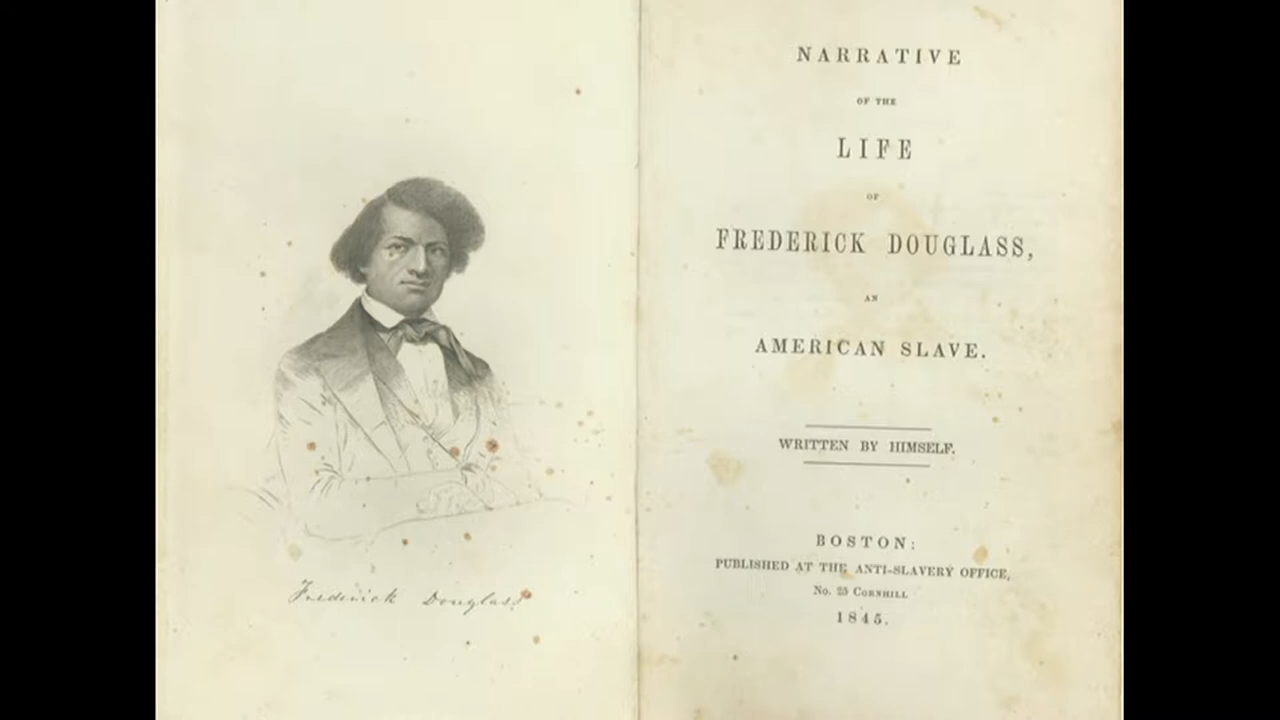 Frederick Douglass
NARRATIVE
OF THE
LIFE
OF
FREDERICK DOUGLASS,
AN
AMERICAN SLAVE.
WRITTEN BY HIMSELF.
BOSTON:
PUBLISHED AT THE ANTI-SLAVERY OFFICE,
No. 25 CORNHILL
1845.